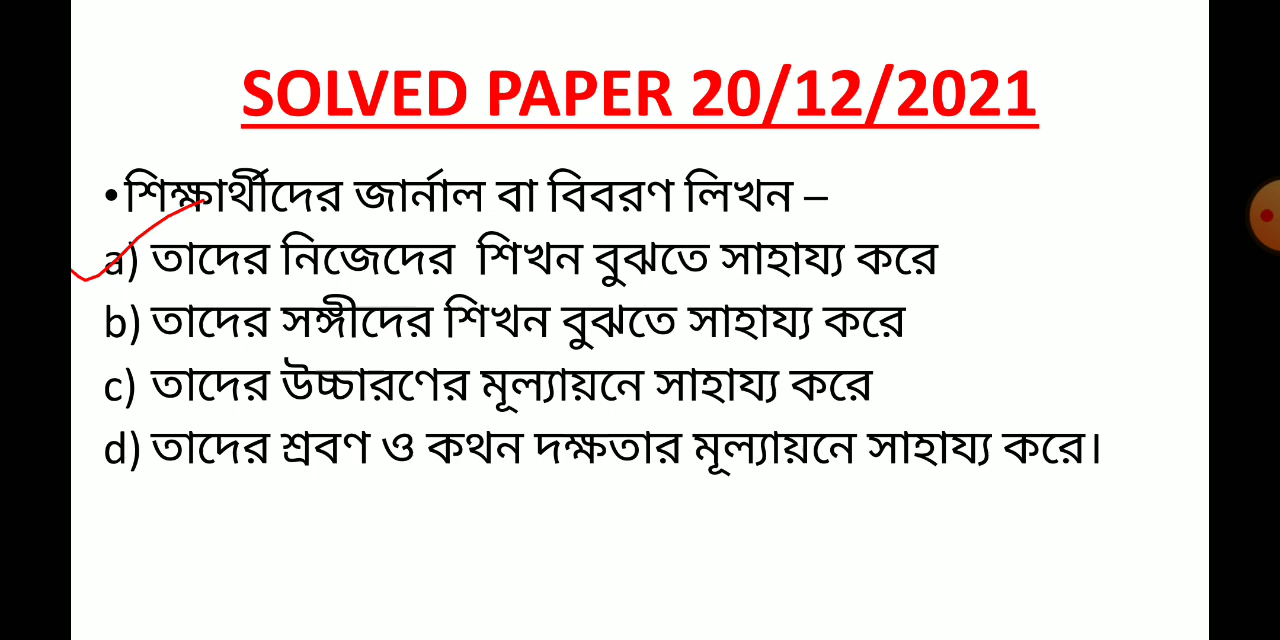 SOLVED PAPER 20/12/2021
•শিক্ষার্থীদের জার্নাল বা বিবরণ লিখন –
a) তাদের নিজেদের শিখন বুঝতে সাহায্য করে
b) তাদের সঙ্গীদের শিখন বুঝতে সাহায্য করে
c) তাদের উচ্চারণের মূল্যায়নে সাহায্য করে
d) তাদের শ্রবণ ও কথন দক্ষতার মূল্যায়নে সাহায্য করে।